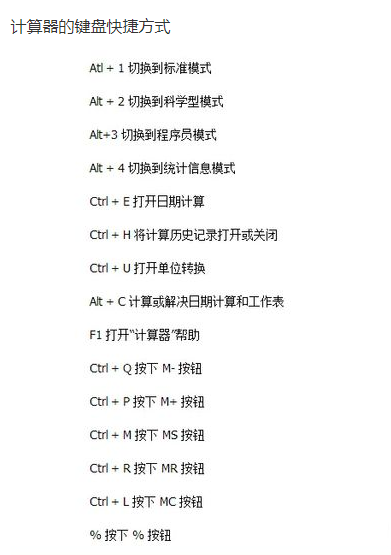 计算器的键盘快捷方式
Atl + 1 切换到标准模式
Alt + 2 切换到科学型模式
Alt+3 切换到程序员模式
Alt + 4 切换到统计信息模式
Ctrl + E 打开日期计算
Ctrl + H 将计算历史记录打开或关闭
Ctrl + U 打开单位转换
Alt + C 计算或解决日期计算和工作表
F1 打开“计算器”帮助
Ctrl + Q 按下 M- 按钮
Ctrl + P 按下 M+ 按钮
Ctrl + M 按下 MS 按钮
Ctrl + R 按下 MR 按钮
Ctrl + L 按下 MC 按钮
% 按下 % 按钮